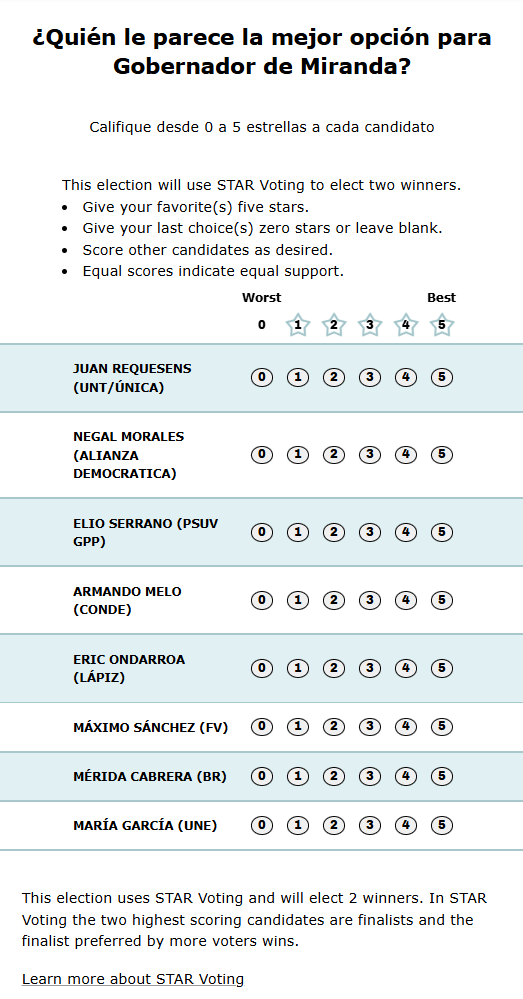 ¿Quién le parece la mejor opción para
Gobernador de Miranda?
Califique desde 0 a 5 estrellas a cada candidato
This election will use STAR Voting to elect two winners.
• Give your favorite(s) five stars.
• Give your last choice(s) zero stars or leave blank.
• Score other candidates as desired.
• Equal scores indicate equal support.
Worst Best
0 1 2 3 4 5
JUAN REQUESENS
(UNT/ÚNICA)
0 1 2 3 4 5
NEGAL MORALES
(ALIANZA
DEMOCRATICA)
0 1 2 3 4 5
ELIO SERRANO (PSUV
GPP)
0 1 2 3 4 5
ARMANDO MELO
(CONDE)
0 1 2 3 4 5
ERIC ONDARROA
(LÁPIZ)
0 1 2 3 4 5
MÁXIMO SÁNCHEZ (FV) 0 1 2 3 4 5
MÉRIDA CABRERA (BR) 0 1 2 3 4 5
MARÍA GARCÍA (UNE) 0 1 2 3 4 5
This election uses STAR Voting and will elect 2 winners. In STAR
Voting the two highest scoring candidates are finalists and the
finalist preferred by more voters wins.
Learn more about STAR Voting